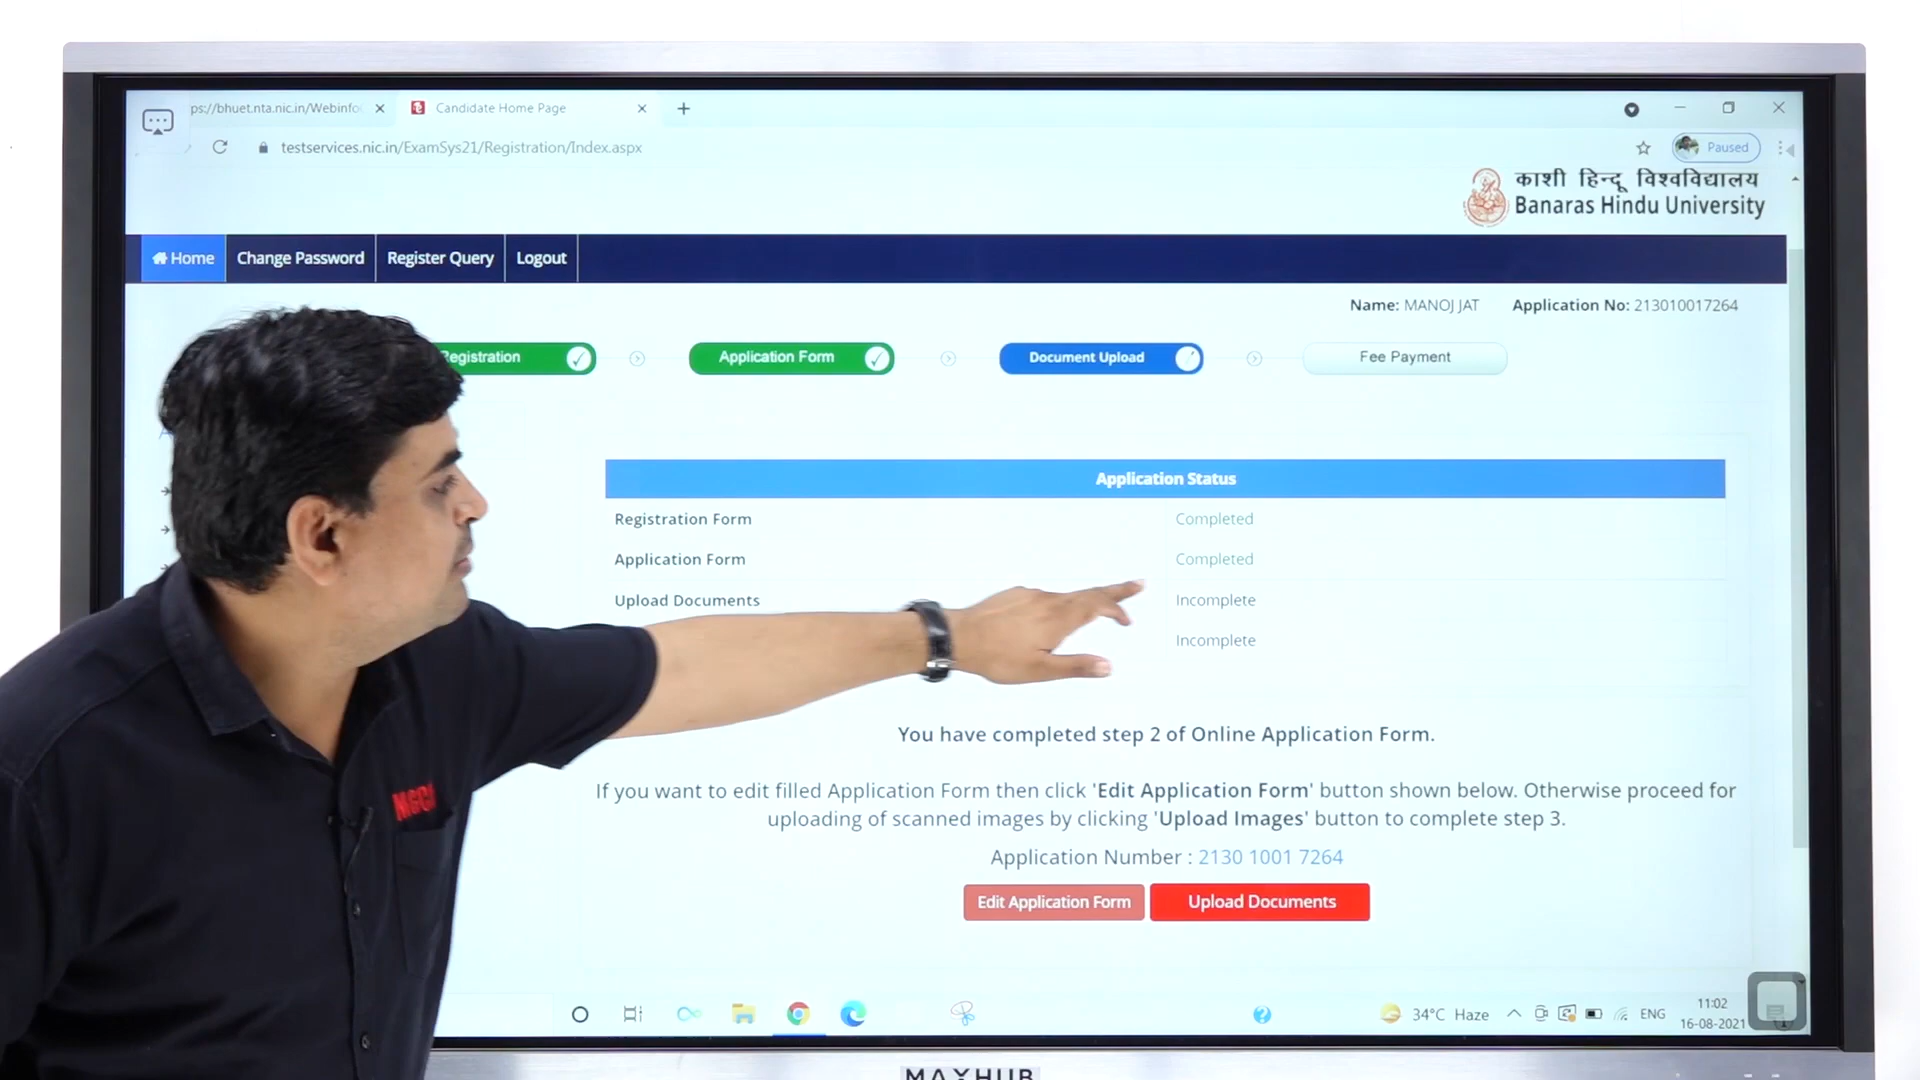 ps://bhuet.nta.nic.in/Webinfo
Candidate Home Page
testservices.nic.in/ExamSys21/Registration/Index.aspx
Paused
काशी हिन्दू विश्वविद्यालय
Banaras Hindu University
Home Change Password Register Query Logout
Name: MANOJ JAT Application No: 213010017264
Registration Application Form Document Upload Fee Payment
Application Status
Registration Form Completed
Application Form Completed
Upload Documents Incomplete
Incomplete
You have completed step 2 of Online Application Form.
If you want to edit filled Application Form then click 'Edit Application Form' button shown below. Otherwise proceed for
uploading of scanned images by clicking 'Upload Images' button to complete step 3.
Application Number : 2130 1001 7264
Edit Application Form Upload Documents
34°C Haze ENG
11:02
16-08-2021
MAXHUB